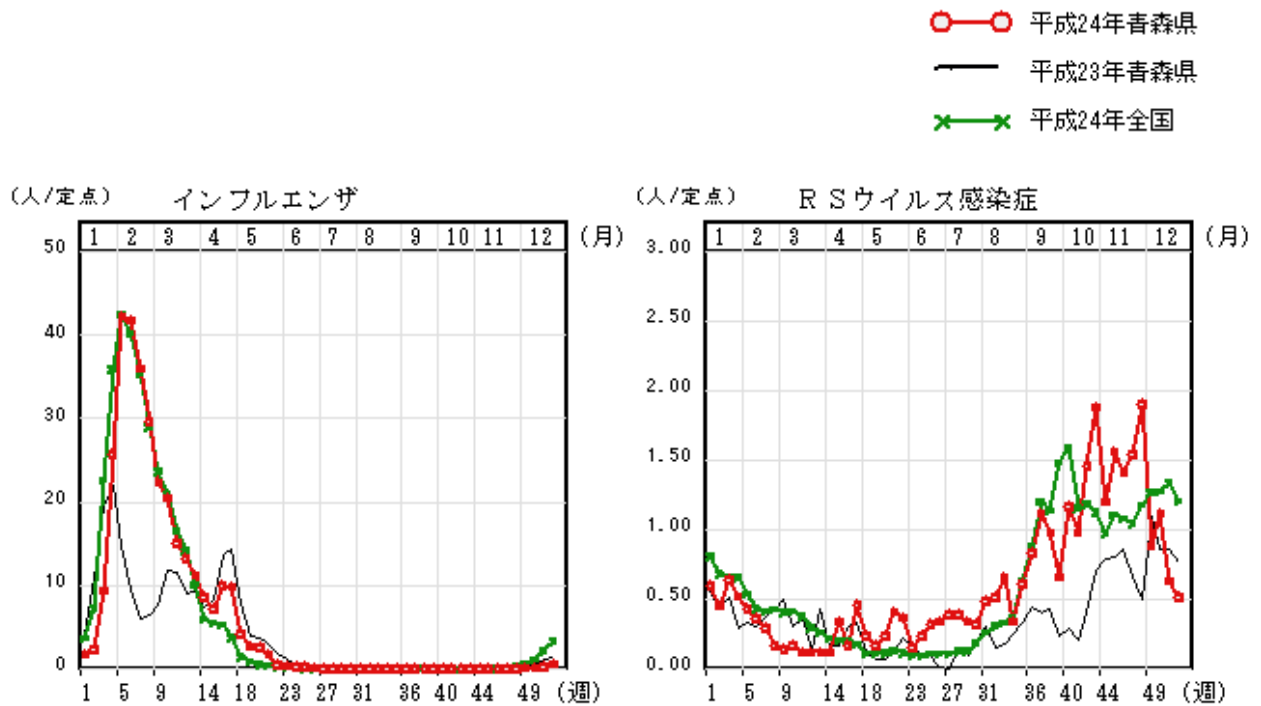 平成24年青森県
平成23年青森県
平成24年全国
(人/定点) インフルエンザ
1 2 3 4 5 6 7 8 9 10 11 12 (月)
50
40
30
20
10
0
1 5 9 14 18 23 27 31 36 40 44 49 (週)
(人/定点) RSウイルス感染症
1 2 3 4 5 6 7 8 9 10 11 12 (月)
3.00
2.50
2.00
1.50
1.00
0.50
0.00
1 5 9 14 18 23 27 31 36 40 44 49 (週)